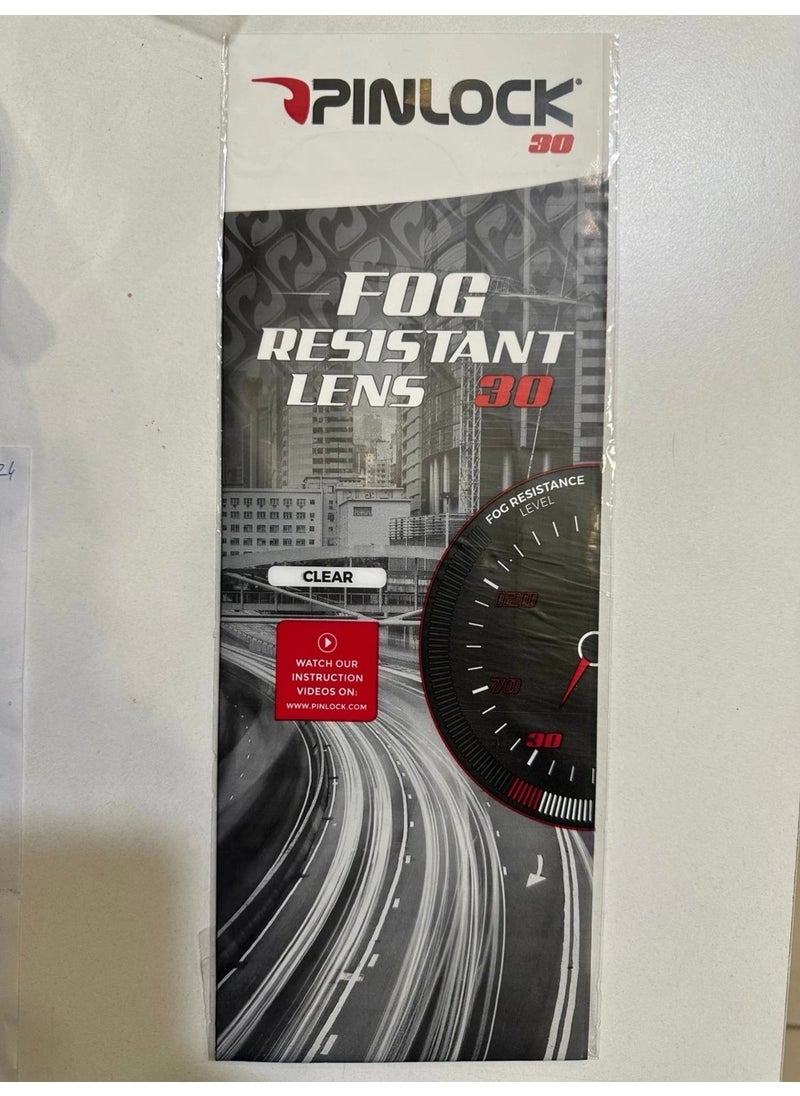 PINLOCK®
30
FOG
RESISTANT
LENS 30
FOG RESISTANCE
LEVEL
CLEAR
120
WATCH OUR
INSTRUCTION
VIDEOS ON:
WWW.PINLOCK.COM
70
30
24